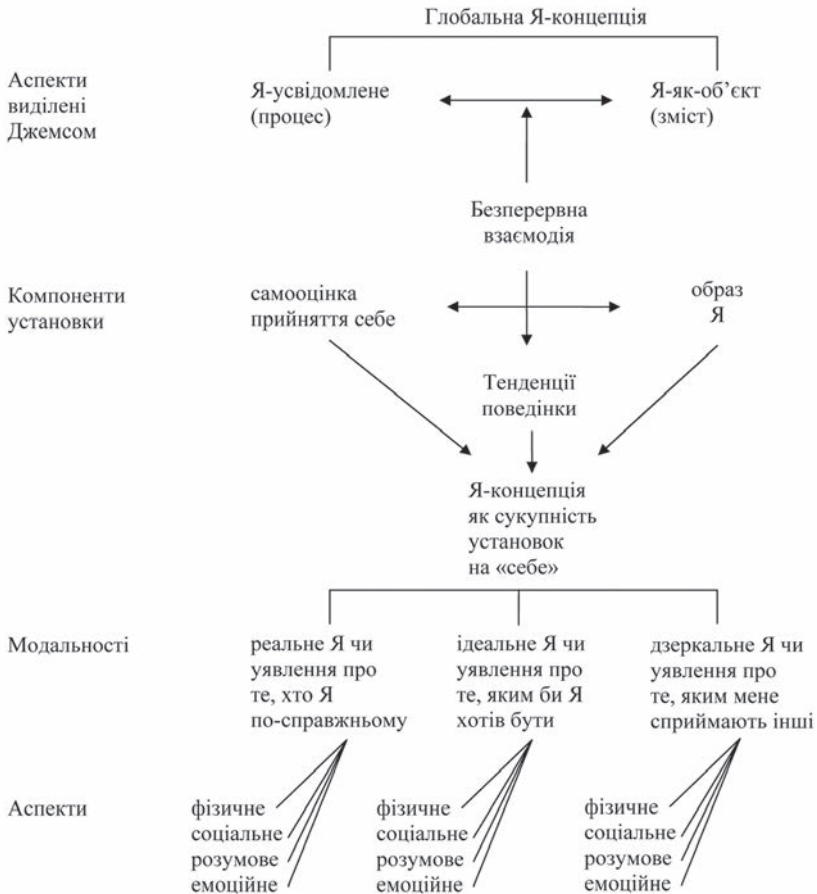 Глобальна Я-концепція
Аспекти
виділені
Джемсом
Я-усвідомлене
(процес)
Я-як-об’єкт
(зміст)
Безперервна
взаємодія
Компоненти
установки
самооцінка
прийняття себе
образ
Я
Тенденції
поведінки
Я-концепція
як сукупність
установок
на «себе»
Модальності
реальне Я чи
уявлення про
те, хто Я
по-справжньому
ідеальне Я чи
уявлення про
те, яким би Я
хотів бути
дзеркальне Я чи
уявлення про
те, яким мене
сприймають інші
Аспекти
фізичне
соціальне
розумове
емоційне
фізичне
соціальне
розумове
емоційне
фізичне
соціальне
розумове
емоційне